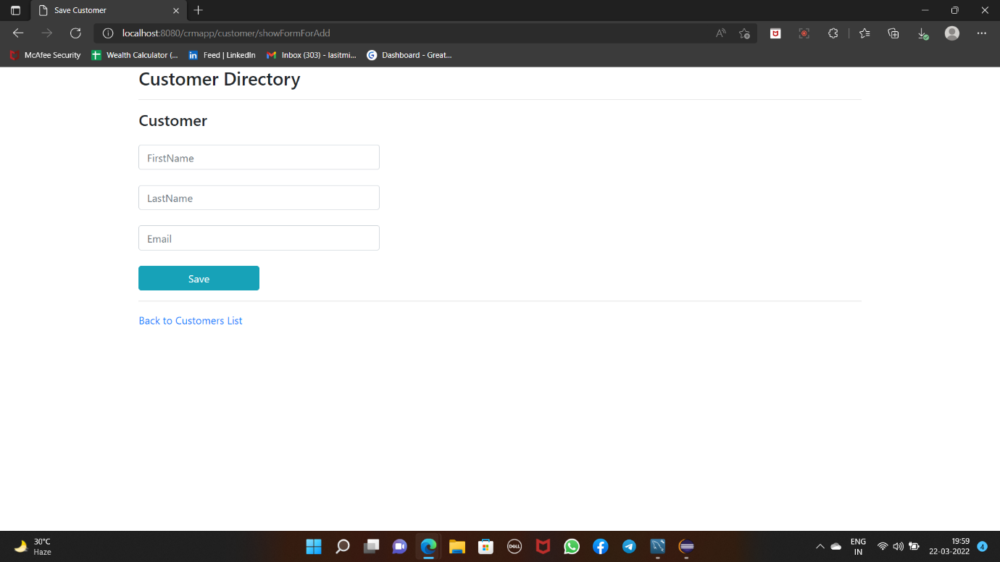 Save Customer
localhost:8080/crmapp/customer/showFormForAdd
McAfee Security
Wealth Calculator (...
Feed | LinkedIn
Inbox (303) - lasitmi...
Dashboard - Great...
Customer Directory
Customer
FirstName
LastName
Email
Save
Back to Customers List
30°C
Haze
DELL
ENG
IN
19:59
22-03-2022
4